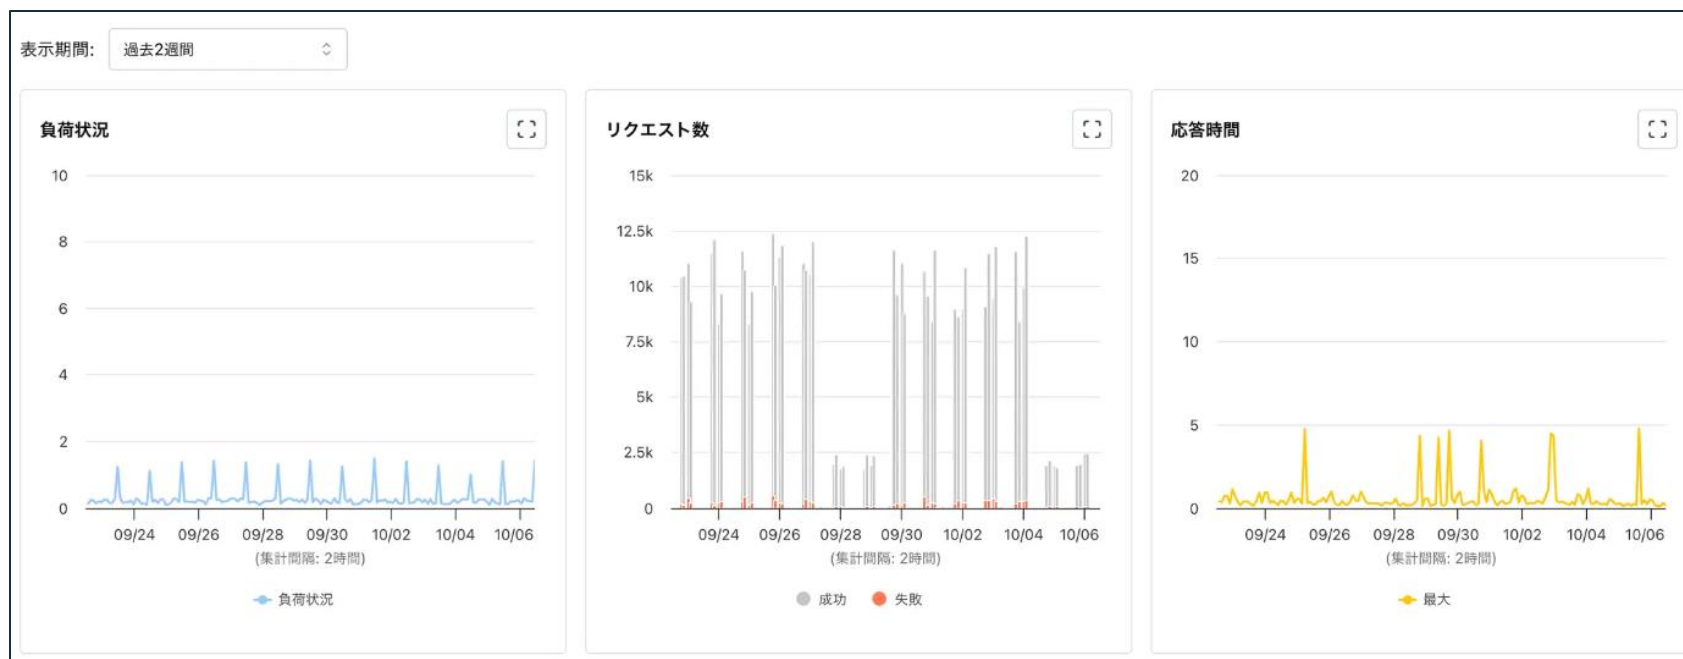 表示期間: 過去2週間
負荷状況
10
8
6
4
2
0
09/24 09/26 09/28 09/30 10/02 10/04 10/06
(集計間隔: 2時間)
負荷状況
リクエスト数
15k
12.5k
10k
7.5k
5k
2.5k
0
09/24 09/26 09/28 09/30 10/02 10/04 10/06
(集計間隔: 2時間)
成功 失敗
応答時間
20
15
10
5
0
09/24 09/26 09/28 09/30 10/02 10/04 10/06
(集計間隔: 2時間)
最大